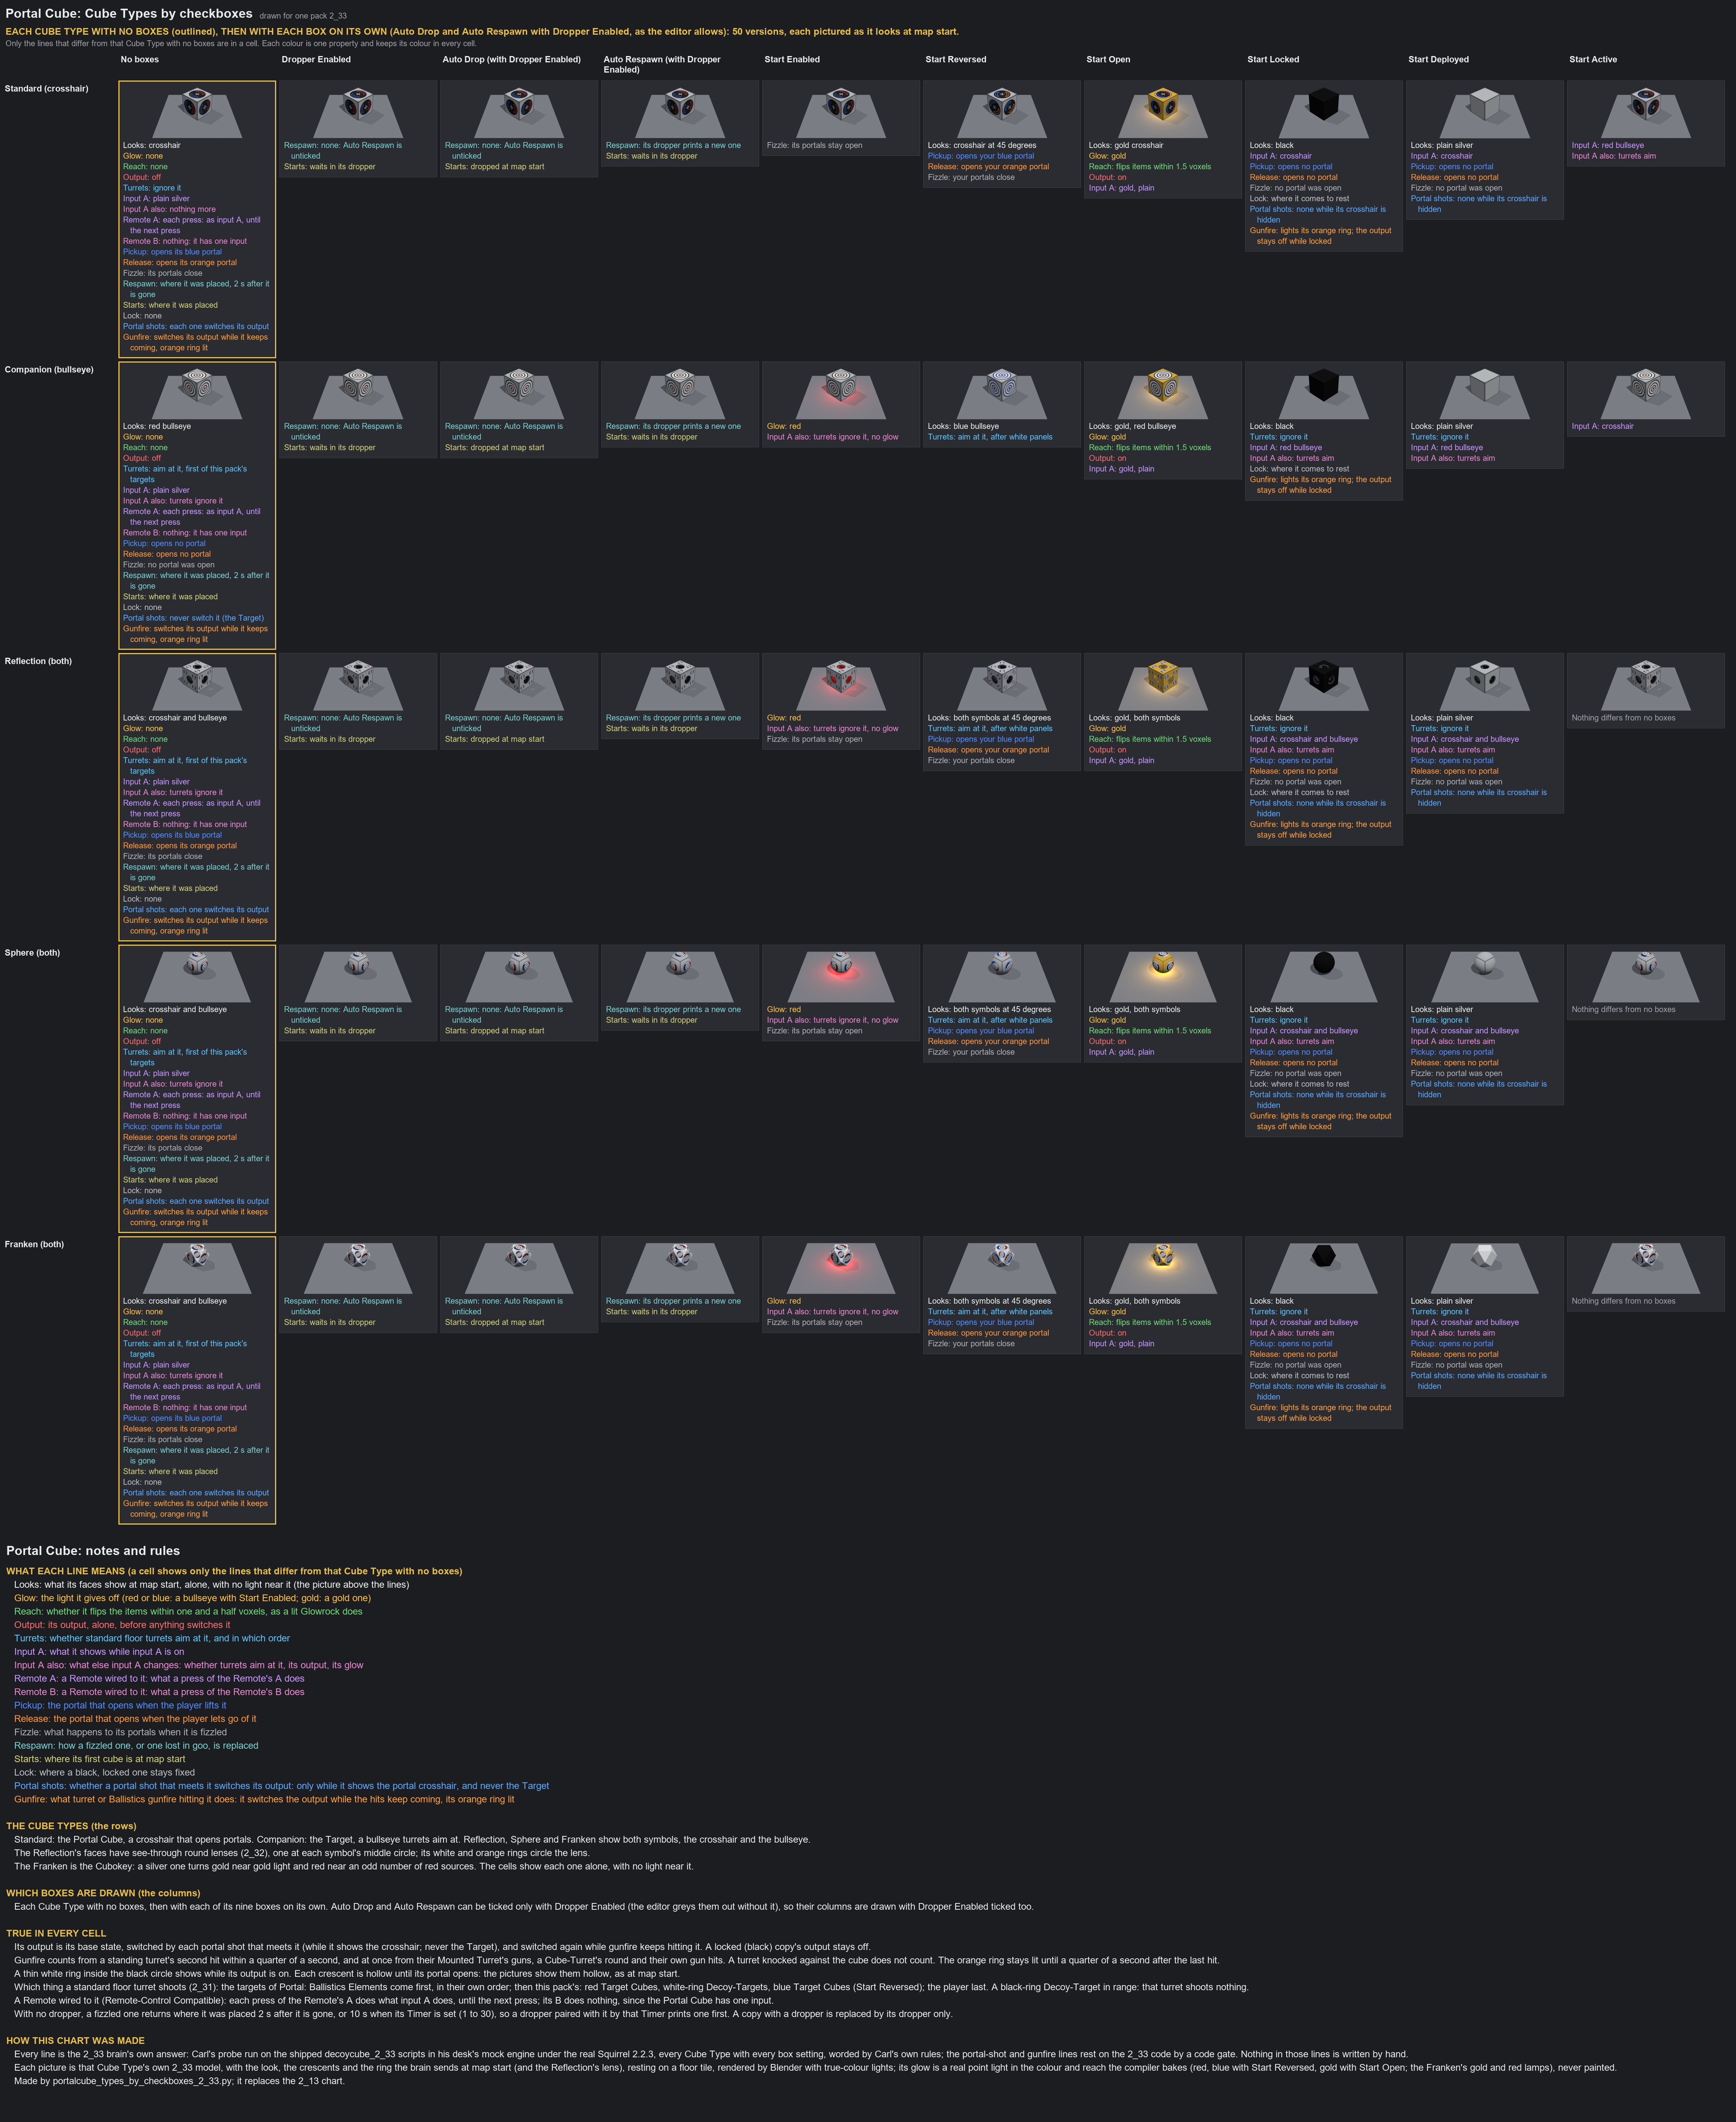 Portal Cube: Cube Types by checkboxes drawn for one pack 2_33
EACH CUBE TYPE WITH NO BOXES (outlined), THEN WITH EACH BOX ON ITS OWN (Auto Drop and Auto Respawn with Dropper Enabled, as the editor allows): 50 versions, each pictured as it looks at map start.
Only the lines that differ from that Cube Type with no boxes are in a cell. Each colour is one property and keeps its colour in every cell.
No boxes
Dropper Enabled
Auto Drop (with Dropper Enabled)
Auto Respawn (with Dropper
Enabled)
Start Enabled
Start Reversed
Start Open
Start Locked
Start Deployed
Start Active
Standard (crosshair)
Looks: crosshair
Glow: none
Reach: none
Output: off
Turrets: ignore it
Input A: plain silver
Input A also: nothing more
Remote A: each press: as input A, until
the next press
Remote B: nothing: it has one input
Pickup: opens its blue portal
Release: opens its orange portal
Fizzle: its portals close
Respawn: where it was placed, 2 s after it
is gone
Starts: where it was placed
Lock: none
Portal shots: each one switches its output
Gunfire: switches its output while it keeps
coming, orange ring lit
Respawn: none: Auto Respawn is
unticked
Starts: waits in its dropper
Respawn: none: Auto Respawn is
unticked
Starts: dropped at map start
Respawn: its dropper prints a new one
Starts: waits in its dropper
Fizzle: its portals stay open
Looks: crosshair at 45 degrees
Pickup: opens your blue portal
Release: opens your orange portal
Fizzle: your portals close
Looks: gold crosshair
Glow: gold
Reach: flips items within 1.5 voxels
Output: on
Input A: gold, plain
Looks: black
Input A: crosshair
Pickup: opens no portal
Release: opens no portal
Fizzle: no portal was open
Lock: where it comes to rest
Portal shots: none while its crosshair is
hidden
Gunfire: lights its orange ring; the output
stays off while locked
Looks: plain silver
Input A: crosshair
Pickup: opens no portal
Release: opens no portal
Fizzle: no portal was open
Portal shots: none while its crosshair is
hidden
Input A: red bullseye
Input A also: turrets aim
Companion (bullseye)
Looks: red bullseye
Glow: none
Reach: none
Output: off
Turrets: aim at it, first of this pack's
targets
Input A: plain silver
Input A also: turrets ignore it
Remote A: each press: as input A, until
the next press
Remote B: nothing: it has one input
Pickup: opens no portal
Release: opens no portal
Fizzle: no portal was open
Respawn: where it was placed, 2 s after it
is gone
Starts: where it was placed
Lock: none
Portal shots: never switch it (the Target)
Gunfire: switches its output while it keeps
coming, orange ring lit
Respawn: none: Auto Respawn is
unticked
Starts: waits in its dropper
Respawn: none: Auto Respawn is
unticked
Starts: dropped at map start
Respawn: its dropper prints a new one
Starts: waits in its dropper
Glow: red
Input A also: turrets ignore it, no glow
Looks: blue bullseye
Turrets: aim at it, after white panels
Looks: gold, red bullseye
Glow: gold
Reach: flips items within 1.5 voxels
Output: on
Input A: gold, plain
Looks: black
Turrets: ignore it
Input A: red bullseye
Input A also: turrets aim
Lock: where it comes to rest
Gunfire: lights its orange ring; the output
stays off while locked
Looks: plain silver
Turrets: ignore it
Input A: red bullseye
Input A also: turrets aim
Input A: crosshair
Reflection (both)
Looks: crosshair and bullseye
Glow: none
Reach: none
Output: off
Turrets: aim at it, first of this pack's
targets
Input A: plain silver
Input A also: turrets ignore it
Remote A: each press: as input A, until
the next press
Remote B: nothing: it has one input
Pickup: opens its blue portal
Release: opens its orange portal
Fizzle: its portals close
Respawn: where it was placed, 2 s after it
is gone
Starts: where it was placed
Lock: none
Portal shots: each one switches its output
Gunfire: switches its output while it keeps
coming, orange ring lit
Respawn: none: Auto Respawn is
unticked
Starts: waits in its dropper
Respawn: none: Auto Respawn is
unticked
Starts: dropped at map start
Respawn: its dropper prints a new one
Starts: waits in its dropper
Glow: red
Input A also: turrets ignore it, no glow
Fizzle: its portals stay open
Looks: both symbols at 45 degrees
Turrets: aim at it, after white panels
Pickup: opens your blue portal
Release: opens your orange portal
Fizzle: your portals close
Looks: gold, both symbols
Glow: gold
Reach: flips items within 1.5 voxels
Output: on
Input A: gold, plain
Looks: black
Turrets: ignore it
Input A: crosshair and bullseye
Input A also: turrets aim
Pickup: opens no portal
Release: opens no portal
Fizzle: no portal was open
Lock: where it comes to rest
Portal shots: none while its crosshair is
hidden
Gunfire: lights its orange ring; the output
stays off while locked
Looks: plain silver
Turrets: ignore it
Input A: crosshair and bullseye
Input A also: turrets aim
Pickup: opens no portal
Release: opens no portal
Fizzle: no portal was open
Portal shots: none while its crosshair is
hidden
Nothing differs from no boxes
Sphere (both)
Looks: crosshair and bullseye
Glow: none
Reach: none
Output: off
Turrets: aim at it, first of this pack's
targets
Input A: plain silver
Input A also: turrets ignore it
Remote A: each press: as input A, until
the next press
Remote B: nothing: it has one input
Pickup: opens its blue portal
Release: opens its orange portal
Fizzle: its portals close
Respawn: where it was placed, 2 s after it
is gone
Starts: where it was placed
Lock: none
Portal shots: each one switches its output
Gunfire: switches its output while it keeps
coming, orange ring lit
Respawn: none: Auto Respawn is
unticked
Starts: waits in its dropper
Respawn: none: Auto Respawn is
unticked
Starts: dropped at map start
Respawn: its dropper prints a new one
Starts: waits in its dropper
Glow: red
Input A also: turrets ignore it, no glow
Fizzle: its portals stay open
Looks: both symbols at 45 degrees
Turrets: aim at it, after white panels
Pickup: opens your blue portal
Release: opens your orange portal
Fizzle: your portals close
Looks: gold, both symbols
Glow: gold
Reach: flips items within 1.5 voxels
Output: on
Input A: gold, plain
Looks: black
Turrets: ignore it
Input A: crosshair and bullseye
Input A also: turrets aim
Pickup: opens no portal
Release: opens no portal
Fizzle: no portal was open
Lock: where it comes to rest
Portal shots: none while its crosshair is
hidden
Gunfire: lights its orange ring; the output
stays off while locked
Looks: plain silver
Turrets: ignore it
Input A: crosshair and bullseye
Input A also: turrets aim
Pickup: opens no portal
Release: opens no portal
Fizzle: no portal was open
Portal shots: none while its crosshair is
hidden
Nothing differs from no boxes
Franken (both)
Looks: crosshair and bullseye
Glow: none
Reach: none
Output: off
Turrets: aim at it, first of this pack's
targets
Input A: plain silver
Input A also: turrets ignore it
Remote A: each press: as input A, until
the next press
Remote B: nothing: it has one input
Pickup: opens its blue portal
Release: opens its orange portal
Fizzle: its portals close
Respawn: where it was placed, 2 s after it
is gone
Starts: where it was placed
Lock: none
Portal shots: each one switches its output
Gunfire: switches its output while it keeps
coming, orange ring lit
Respawn: none: Auto Respawn is
unticked
Starts: waits in its dropper
Respawn: none: Auto Respawn is
unticked
Starts: dropped at map start
Respawn: its dropper prints a new one
Starts: waits in its dropper
Glow: red
Input A also: turrets ignore it, no glow
Fizzle: its portals stay open
Looks: both symbols at 45 degrees
Turrets: aim at it, after white panels
Pickup: opens your blue portal
Release: opens your orange portal
Fizzle: your portals close
Looks: gold, both symbols
Glow: gold
Reach: flips items within 1.5 voxels
Output: on
Input A: gold, plain
Looks: black
Turrets: ignore it
Input A: crosshair and bullseye
Input A also: turrets aim
Pickup: opens no portal
Release: opens no portal
Fizzle: no portal was open
Lock: where it comes to rest
Portal shots: none while its crosshair is
hidden
Gunfire: lights its orange ring; the output
stays off while locked
Looks: plain silver
Turrets: ignore it
Input A: crosshair and bullseye
Input A also: turrets aim
Pickup: opens no portal
Release: opens no portal
Fizzle: no portal was open
Portal shots: none while its crosshair is
hidden
Nothing differs from no boxes
Portal Cube: notes and rules
WHAT EACH LINE MEANS (a cell shows only the lines that differ from that Cube Type with no boxes)
Looks: what its faces show at map start, alone, with no light near it (the picture above the lines)
Glow: the light it gives off (red or blue: a bullseye with Start Enabled; gold: a gold one)
Reach: whether it flips the items within one and a half voxels, as a lit Glowrock does
Output: its output, alone, before anything switches it
Turrets: whether standard floor turrets aim at it, and in which order
Input A: what it shows while input A is on
Input A also: what else input A changes: whether turrets aim at it, its output, its glow
Remote A: a Remote wired to it: what a press of the Remote's A does
Remote B: a Remote wired to it: what a press of the Remote's B does
Pickup: the portal that opens when the player lifts it
Release: the portal that opens when the player lets go of it
Fizzle: what happens to its portals when it is fizzled
Respawn: how a fizzled one, or one lost in goo, is replaced
Starts: where its first cube is at map start
Lock: where a black, locked one stays fixed
Portal shots: whether a portal shot that meets it switches its output: only while it shows the portal crosshair, and never the Target
Gunfire: what turret or Ballistics gunfire hitting it does: it switches the output while the hits keep coming, its orange ring lit
THE CUBE TYPES (the rows)
Standard: the Portal Cube, a crosshair that opens portals. Companion: the Target, a bullseye turrets aim at. Reflection, Sphere and Franken show both symbols, the crosshair and the bullseye.
The Reflection's faces have see-through round lenses (2_32), one at each symbol's middle circle; its white and orange rings circle the lens.
The Franken is the Cubokey: a silver one turns gold near gold light and red near an odd number of red sources. The cells show each one alone, with no light near it.
WHICH BOXES ARE DRAWN (the columns)
Each Cube Type with no boxes, then with each of its nine boxes on its own. Auto Drop and Auto Respawn can be ticked only with Dropper Enabled (the editor greys them out without it), so their columns are drawn with Dropper Enabled ticked too.
TRUE IN EVERY CELL
Its output is its base state, switched by each portal shot that meets it (while it shows the crosshair; never the Target), and switched again while gunfire keeps hitting it. A locked (black) copy's output stays off.
Gunfire counts from a standing turret's second hit within a quarter of a second, and at once from their Mounted Turret's guns, a Cube-Turret's round and their own gun hits. A turret knocked against the cube does not count. The orange ring stays lit until a quarter of a second after the last hit.
A thin white ring inside the black circle shows while its output is on. Each crescent is hollow until its portal opens: the pictures show them hollow, as at map start.
Which thing a standard floor turret shoots (2_31): the targets of Portal: Ballistics Elements come first, in their own order; then this pack's: red Target Cubes, white-ring Decoy-Targets, blue Target Cubes (Start Reversed); the player last. A black-ring Decoy-Target in range: that turret shoots nothing.
A Remote wired to it (Remote-Control Compatible): each press of the Remote's A does what input A does, until the next press; its B does nothing, since the Portal Cube has one input.
With no dropper, a fizzled one returns where it was placed 2 s after it is gone, or 10 s when its Timer is set (1 to 30), so a dropper paired with it by that Timer prints one first. A copy with a dropper is replaced by its dropper only.
HOW THIS CHART WAS MADE
Every line is the 2_33 brain's own answer: Carl's probe run on the shipped decoycube_2_33 scripts in his desk's mock engine under the real Squirrel 2.2.3, every Cube Type with every box setting, worded by Carl's own rules; the portal-shot and gunfire lines rest on the 2_33 code by a code gate. Nothing in those lines is written by hand.
Each picture is that Cube Type's own 2_33 model, with the look, the crescents and the ring the brain sends at map start (and the Reflection's lens), resting on a floor tile, rendered by Blender with true-colour lights; its glow is a real point light in the colour and reach the compiler bakes (red, blue with Start Reversed, gold with Start Open; the Franken's gold and red lamps), never painted.
Made by portalcube_types_by_checkboxes_2_33.py; it replaces the 2_13 chart.